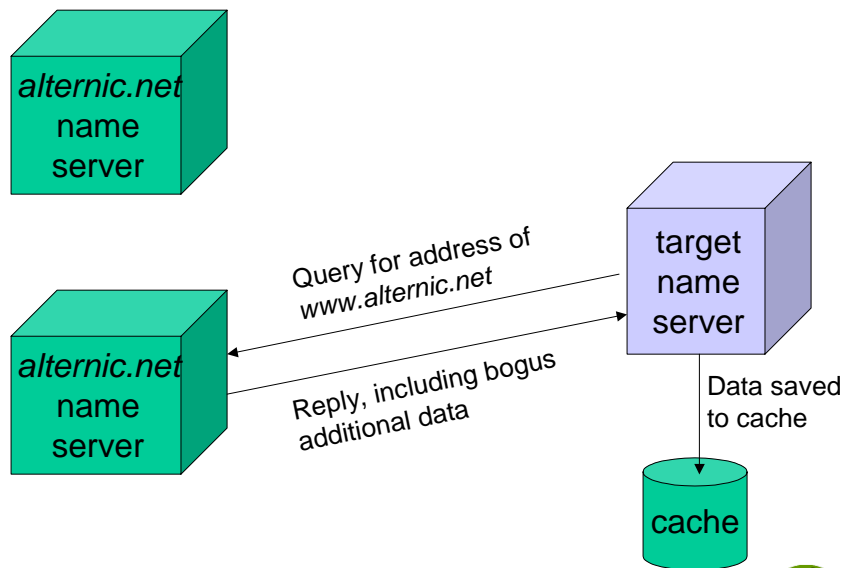 alternic.net
name
server
Query for address of
www.alternic.net
target
name
server
alternic.net
name
server
Reply, including bogus
additional data
Data saved
to cache
cache